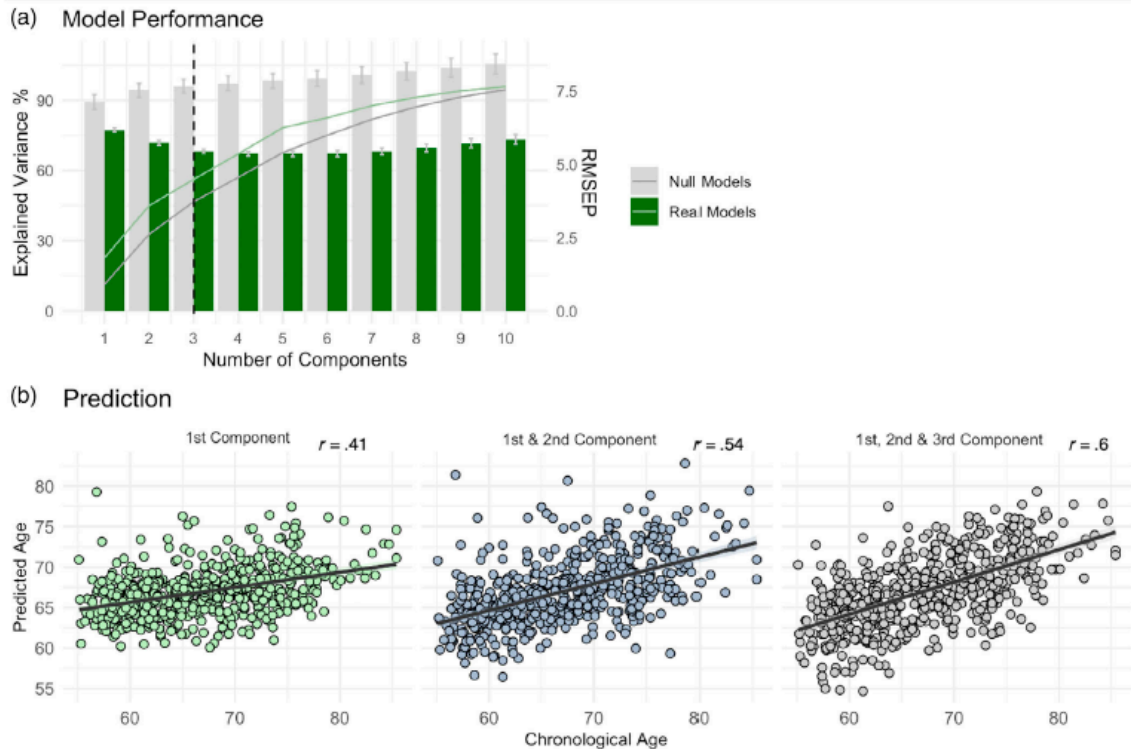 (a) Model Performance
Explained Variance %
90
60
30
0
7.5
5.0
2.5
0.0
RMSEP
1 2 3 4 5 6 7 8 9 10
Number of Components
Null Models
Real Models
(b) Prediction
1st Component r = .41
1st & 2nd Component r = .54
1st, 2nd & 3rd Component r = .6
Predicted Age
80
75
70
65
60
55
60 70 80 60 70 80 60 70 80
Chronological Age